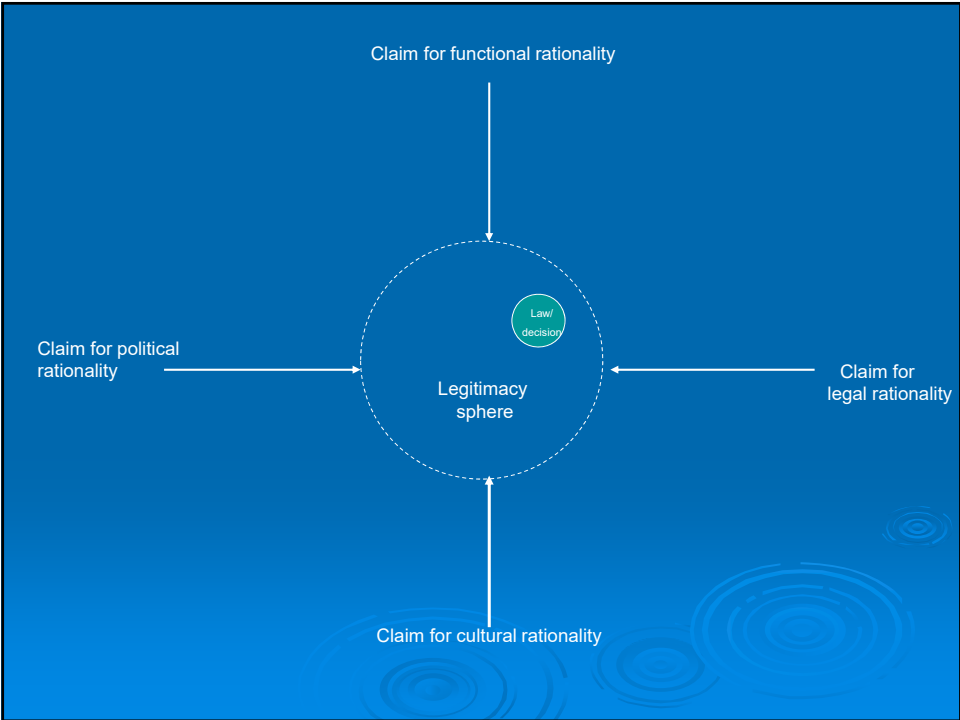 Claim for functional rationality
Law/
decision
Claim for political
rationality
Legitimacy
sphere
Claim for
legal rationality
Claim for cultural rationality